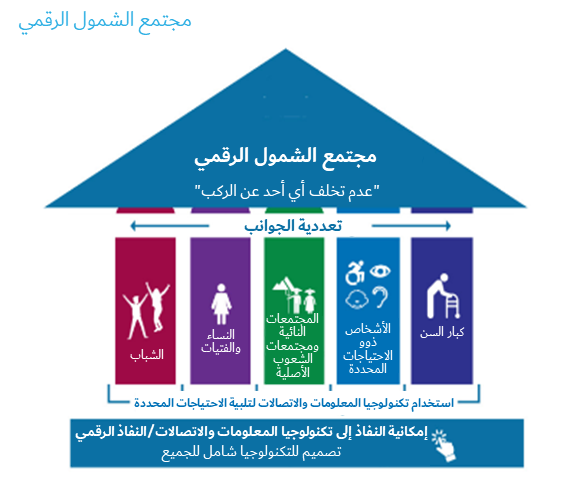 مجتمع الشمول الرقمي
مجتمع الشمول الرقمي
"عدم تخلف أي أحد عن الركب"
تعددية الجوانب
كبار السن
الأشخاص
ذوو
الاحتياجات
المحددة
المجتمعات
النائية
ومجتمعات
الشعوب
الأصلية
النساء
والفتيات
الشباب
استخدام تكنولوجيا المعلومات والاتصالات لتلبية الاحتياجات المحددة
إمكانية النفاذ إلى تكنولوجيا المعلومات والاتصالات/النفاذ الرقمي
تصميم للتكنولوجيا شامل للجميع